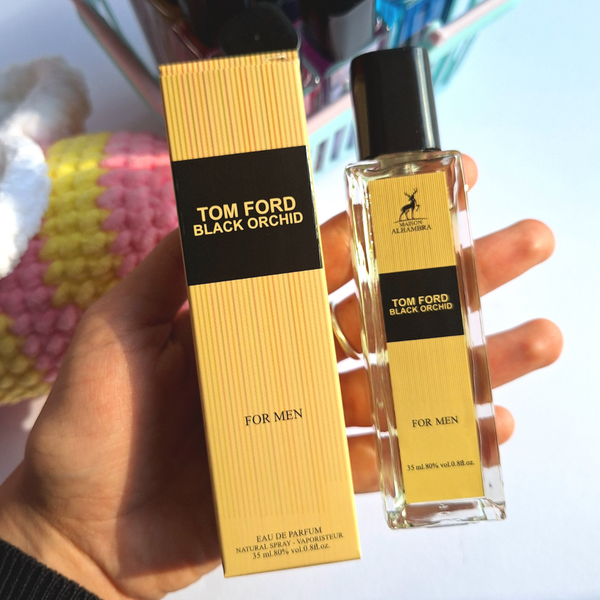 TOM FORD
BLACK ORCHID
FOR MEN
EAU DE PARFUM
NATURAL SPRAY . VAPORISTEUR
35 ml.80% vol.0.8fl.oz.
MAISON
ALHAMBRA
TOM FORD
BLACK ORCHID
FOR MEN
35 ml.80% vol.0.8fl.oz.